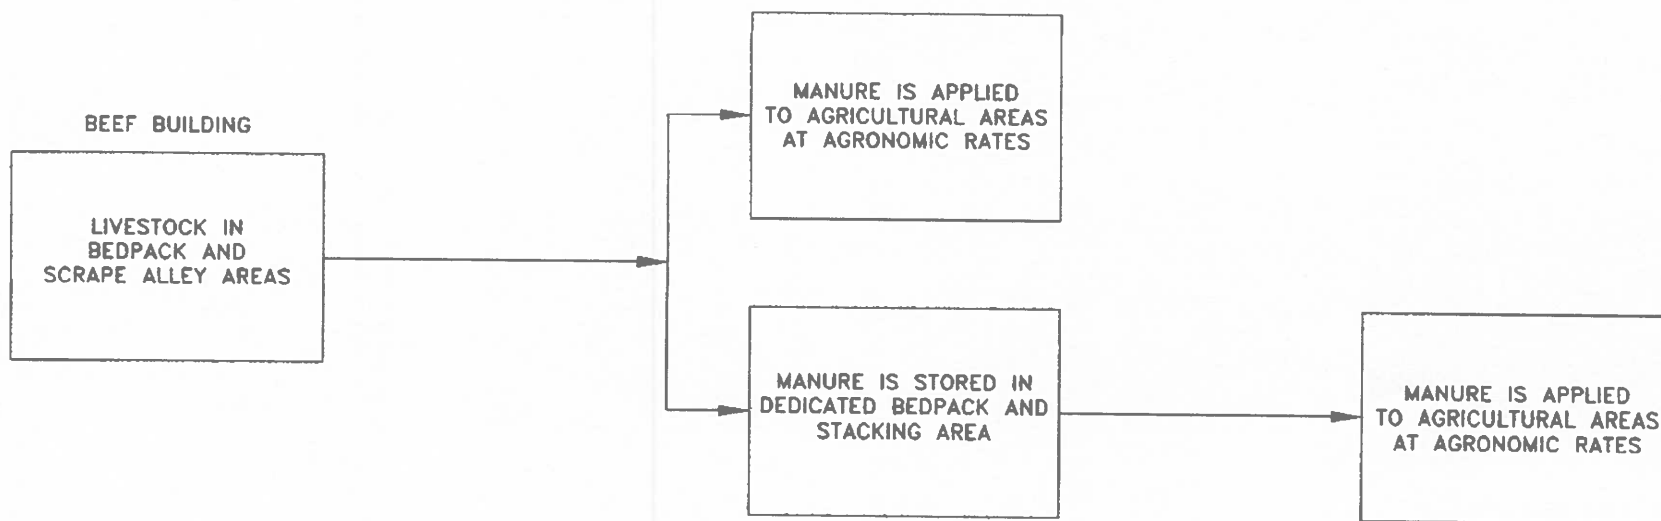 BEEF BUILDING
LIVESTOCK IN
BEDPACK AND
SCRAPE ALLEY AREAS
MANURE IS APPLIED
TO AGRICULTURAL AREAS
AT AGRONOMIC RATES
MANURE IS STORED IN
DEDICATED BEDPACK AND
STACKING AREA
MANURE IS APPLIED
TO AGRICULTURAL AREAS
AT AGRONOMIC RATES